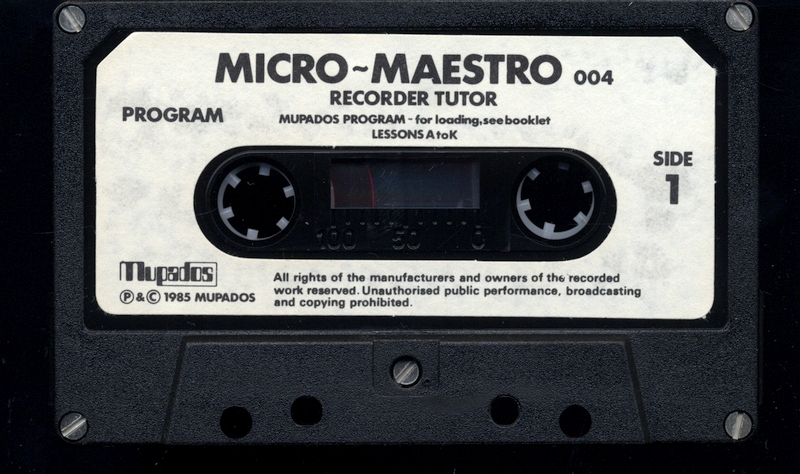 MICRO~MAESTRO 004
RECORDER TUTOR
PROGRAM
MUPADOS PROGRAM - for loading, see booklet
LESSONS A to K
SIDE
1
100 50 0
Mupados
Ⓟ & © 1985 MUPADOS
All rights of the manufacturers and owners of the recorded
work reserved. Unauthorised public performance, broadcasting
and copying prohibited.